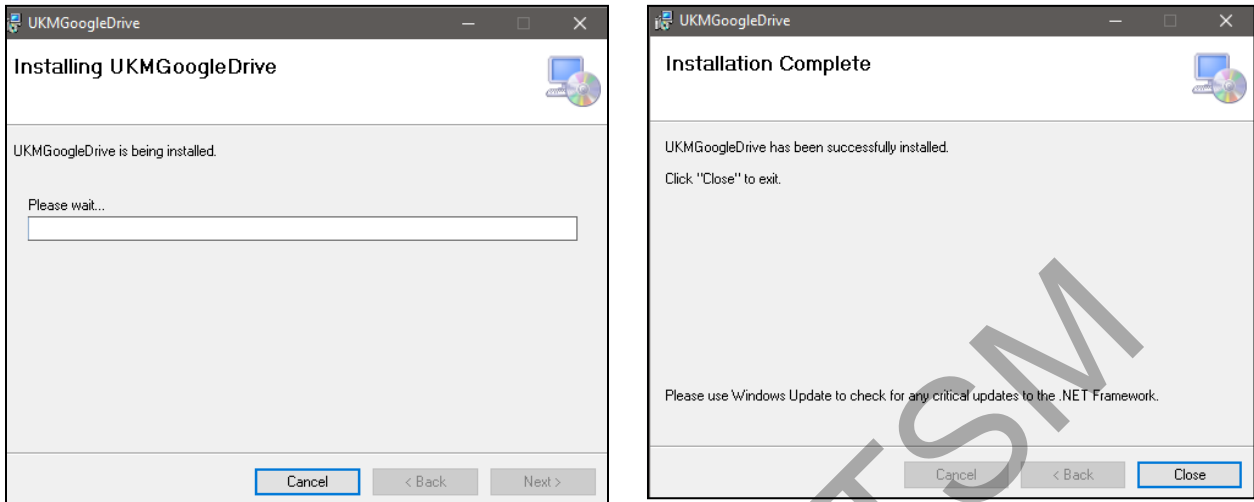 UKMGoogleDrive
Installing UKMGoogleDrive
UKMGoogleDrive is being installed.
Please wait...
Cancel
< Back
Next >
UKMGoogleDrive
Installation Complete
UKMGoogleDrive has been successfully installed.
Click "Close" to exit.
Please use Windows Update to check for any critical updates to the .NET Framework.
Cancel
< Back
Close
TSM